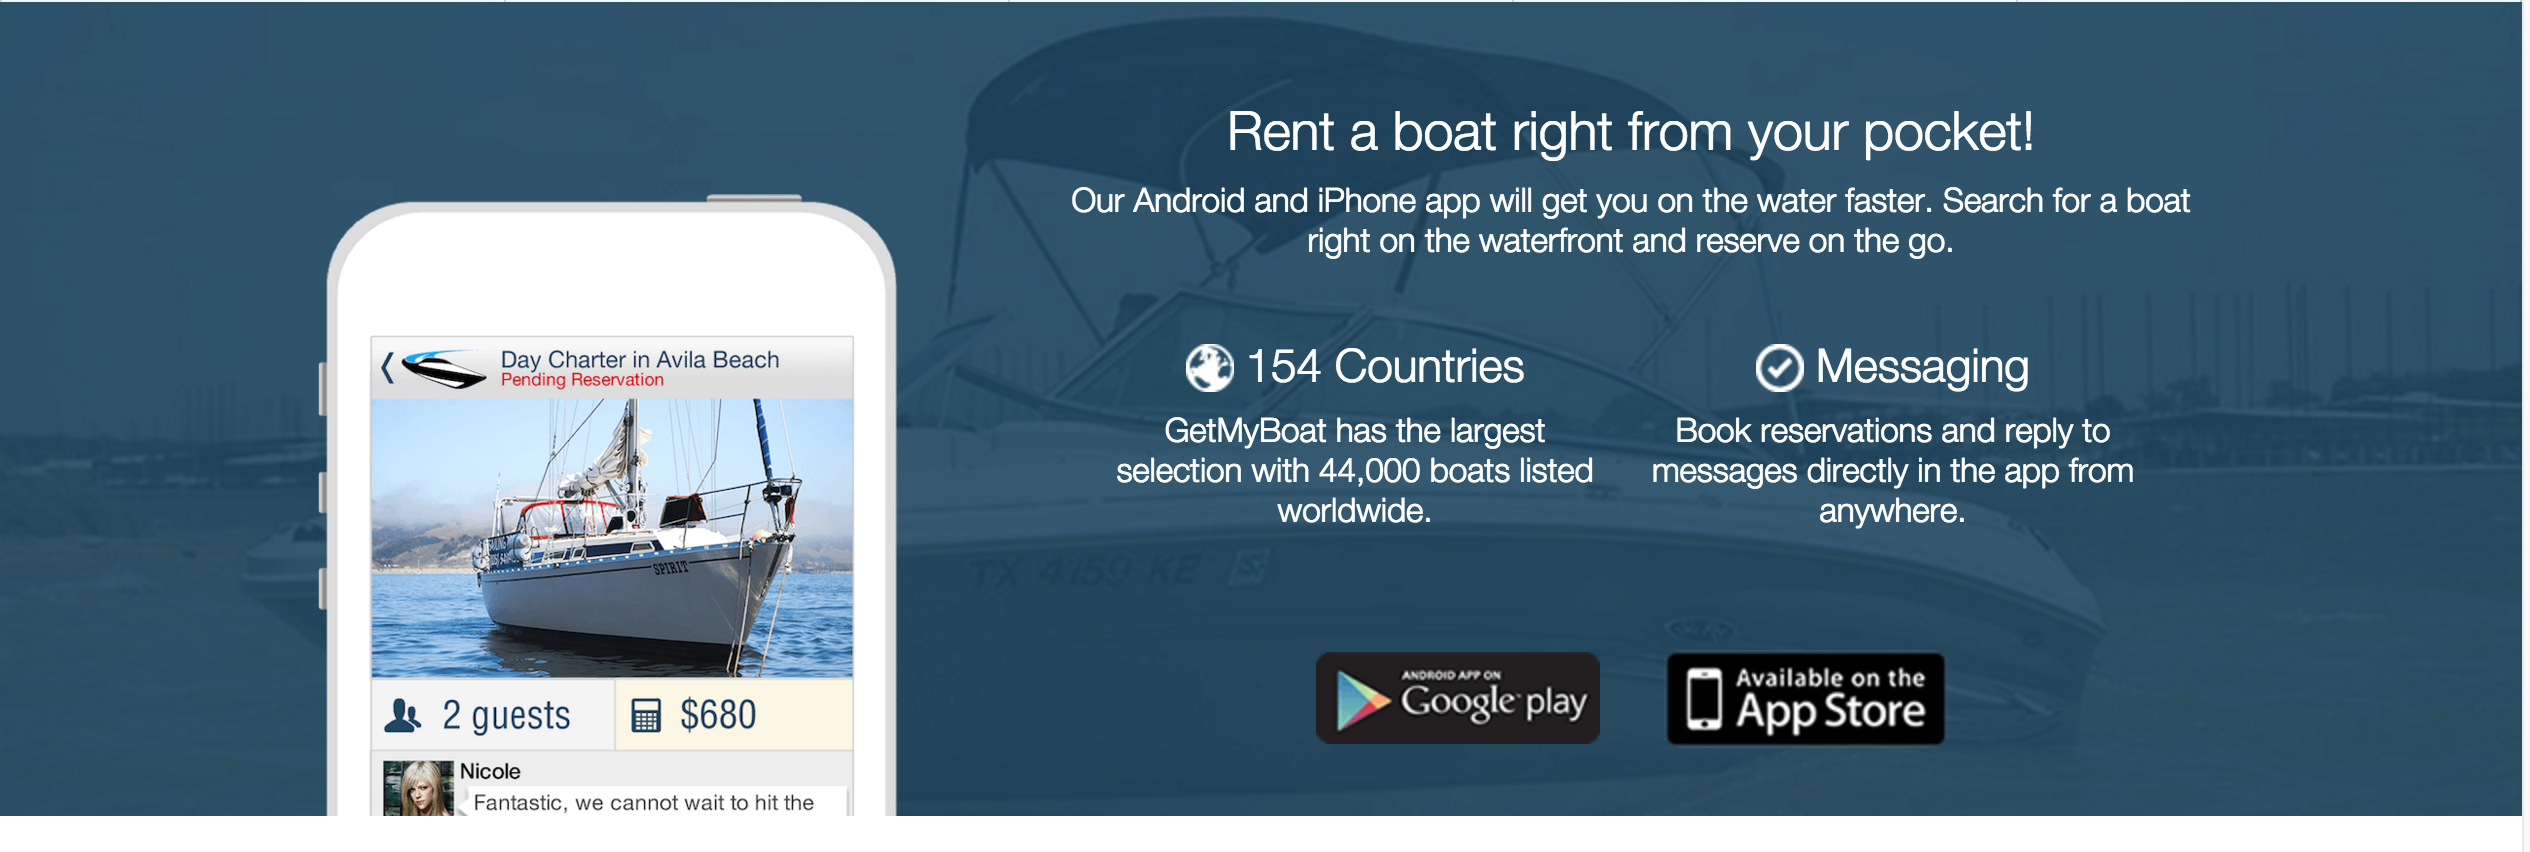 Rent a boat right from your pocket!
Our Android and iPhone app will get you on the water faster. Search for a boat
right on the waterfront and reserve on the go.
154 Countries
GetMyBoat has the largest
selection with 44,000 boats listed
worldwide.
Messaging
Book reservations and reply to
messages directly in the app from
anywhere.
ANDROID APP ON
Google play
Available on the
App Store
Day Charter in Avila Beach
Pending Reservation
SPIRIT
2 guests
$680
Nicole
Fantastic, we cannot wait to hit the